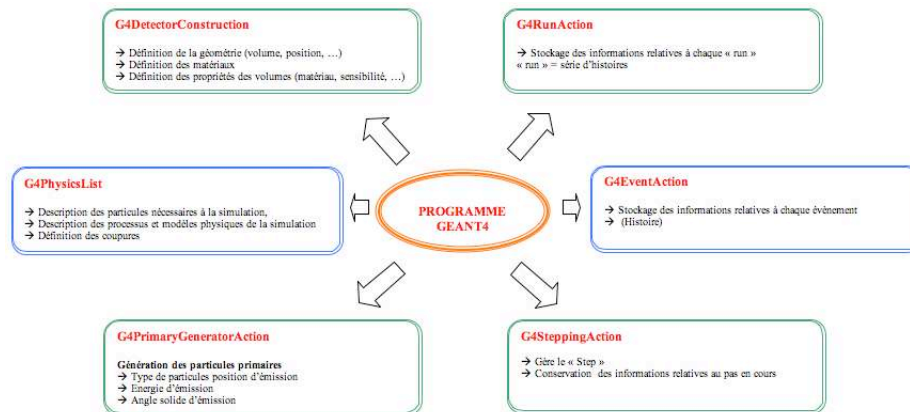 G4DetectorConstruction
→ Définition de la géométrie (volume, position, …)
→ Définition des matériaux
→ Définition des propriétés des volumes (matériau, sensibilité, …)
G4RunAction
→ Stockage des informations relatives à chaque « run »
« run » = série d’histoires
G4PhysicsList
→ Description des particules nécessaires à la simulation,
→ Description des processus et modèles physiques de la simulation
→ Définition des coupures
PROGRAMME
GEANT4
G4EventAction
→ Stockage des informations relatives à chaque évènement
→ (Histoire)
G4PrimaryGeneratorAction
Génération des particules primaires
→ Type de particules position d’émission
→ Energie d’émission
→ Angle solide d’émission
G4SteppingAction
→ Gère le « Step »
→ Conservation des informations relatives au pas en cours